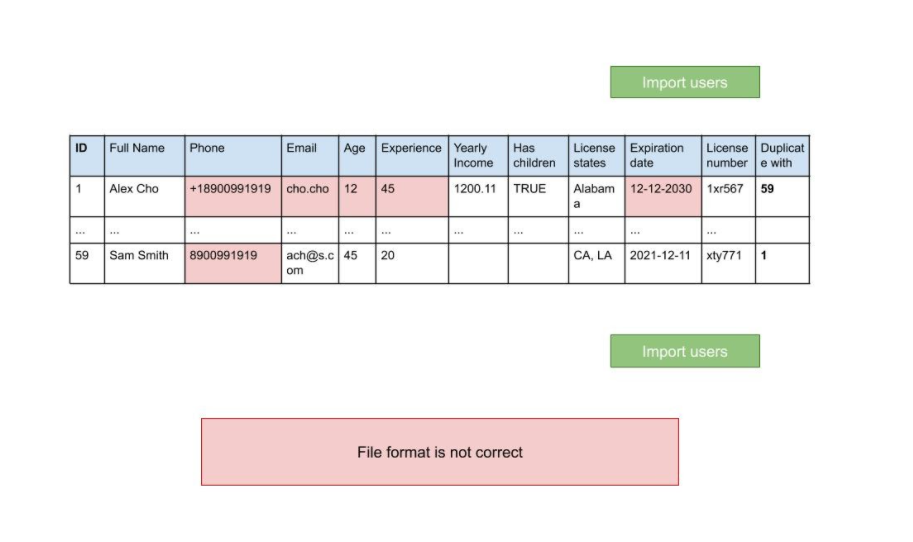 Import users
ID Full Name Phone Email Age Experience Yearly Income Has children License states Expiration date License number Duplicat e with
1 Alex Cho +18900991919 cho.cho 12 45 1200.11 TRUE Alabam a 12-12-2030 1xr567 59
... ... ... ... ... ... ... ... ... ... ...
59 Sam Smith 8900991919 ach@s.c om 45 20 CA, LA 2021-12-11 xty771 1
Import users
File format is not correct